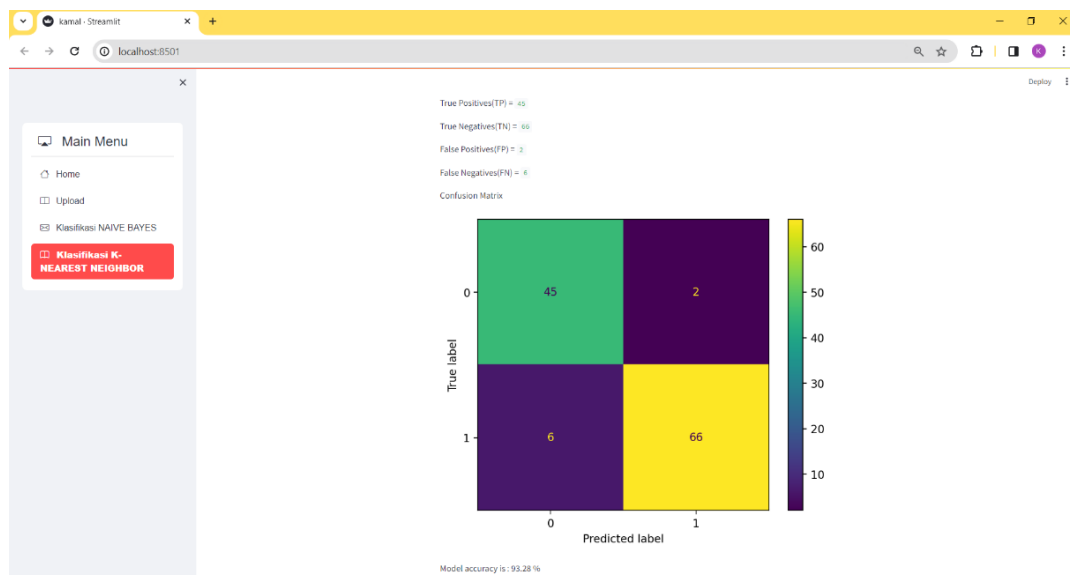 kamal · Streamlit
localhost:8501
K
Deploy
Main Menu
Home
Upload
Klasifikasi NAIVE BAYES
Klasifikasi K-
NEAREST NEIGHBOR
True Positives(TP) = 45
True Negatives(TN) = 66
False Positives(FP) = 2
False Negatives(FN) = 6
Confusion Matrix
True label
0
1
45
2
6
66
0
1
Predicted label
60
50
40
30
20
10
Model accuracy is : 93.28 %